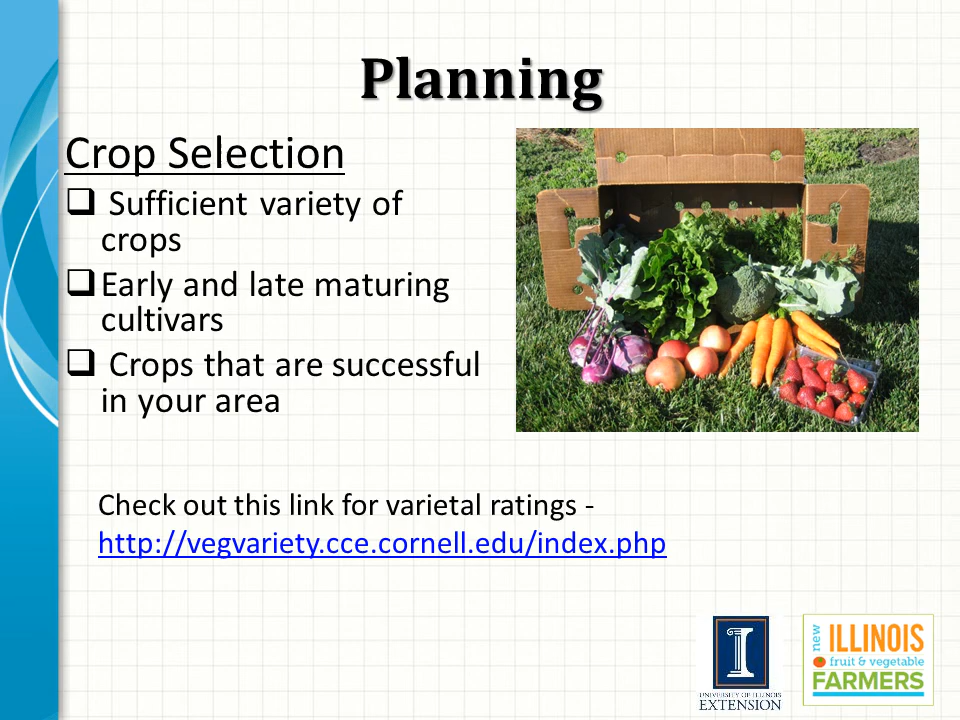 Planning
Crop Selection
Sufficient variety of
crops
Early and late maturing
cultivars
Crops that are successful
in your area
Check out this link for varietal ratings -
http://vegvariety.cce.cornell.edu/index.php
I
UNIVERSITY OF ILLINOIS
EXTENSION
new
ILLINOIS
fruit & vegetable
FARMERS